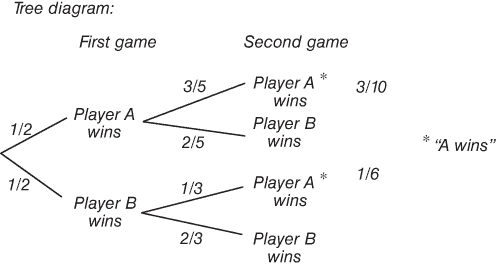 Tree diagram:
First game Second game
3/5 Player A * 3/10
wins
Player A
wins
1/2
2/5 Player B
wins
* “A wins”
1/2
1/3 Player A * 1/6
wins
Player B
wins
2/3 Player B
wins